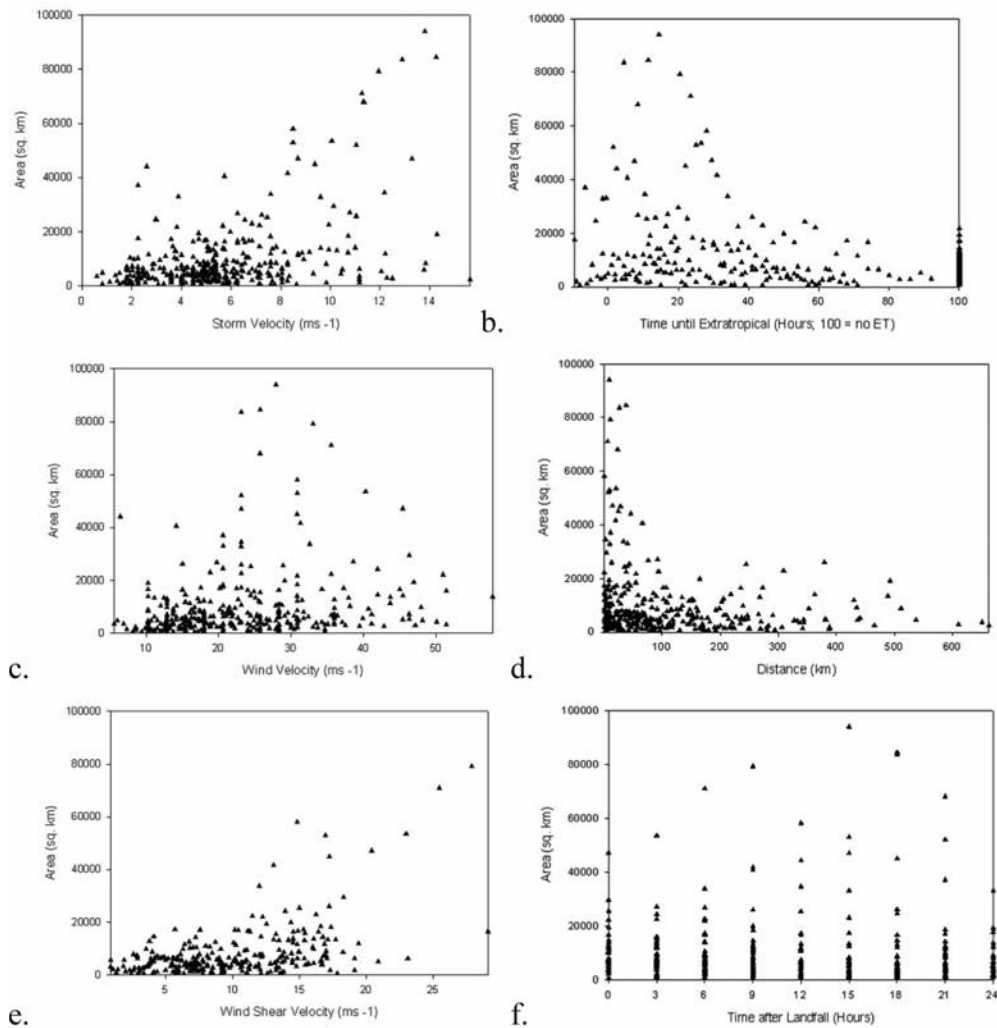 100000
80000
60000
40000
20000
0
Area (sq. km)
0 2 4 6 8 10 12 14
Storm Velocity (ms -1)
b.
100000
80000
60000
40000
20000
0
Area (sq. km)
0 20 40 60 80 100
Time until Extratropical (Hours; 100 = no ET)
c.
100000
80000
60000
40000
20000
0
Area (sq. km)
10 20 30 40 50
Wind Velocity (ms -1)
d.
100000
80000
60000
40000
20000
0
Area (sq. km)
100 200 300 400 500 600
Distance (km)
e.
100000
80000
60000
40000
20000
0
Area (sq. km)
5 10 15 20 25
Wind Shear Velocity (ms -1)
f.
100000
80000
60000
40000
20000
0
Area (sq. km)
0 3 6 9 12 15 18 21 24
Time after Landfall (Hours)